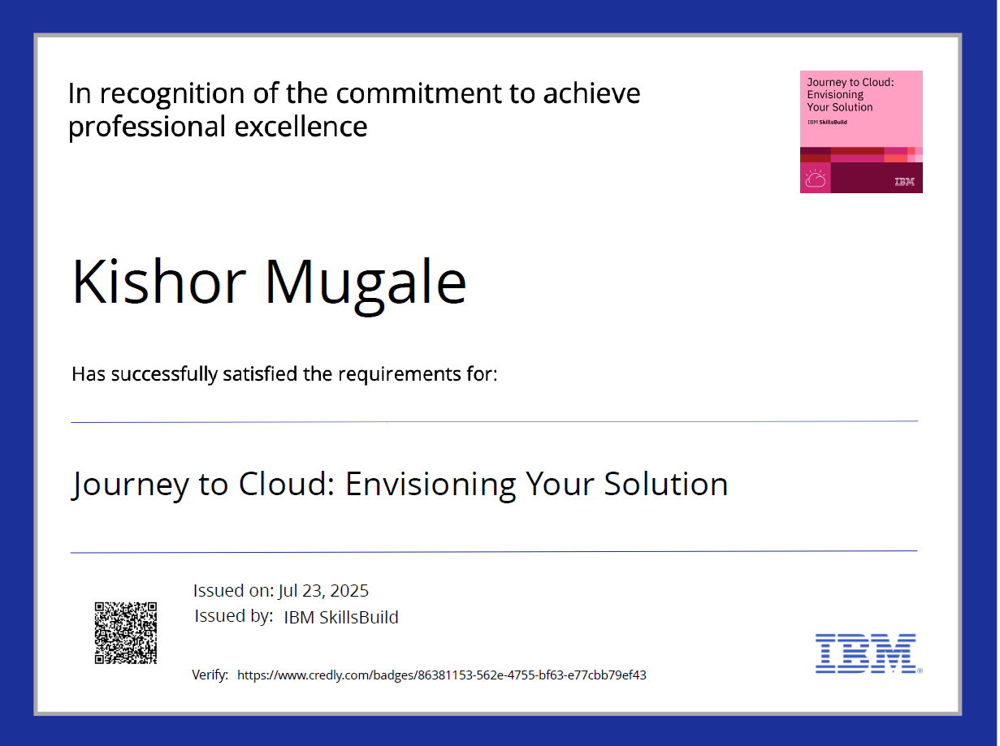 In recognition of the commitment to achieve
professional excellence
Journey to Cloud:
Envisioning
Your Solution
IBM SkillsBuild
IBM
Kishor Mugale
Has successfully satisfied the requirements for:
Journey to Cloud: Envisioning Your Solution
Issued on: Jul 23, 2025
Issued by: IBM SkillsBuild
IBM®
Verify: https://www.credly.com/badges/86381153-562e-4755-bf63-e77cbb79ef43